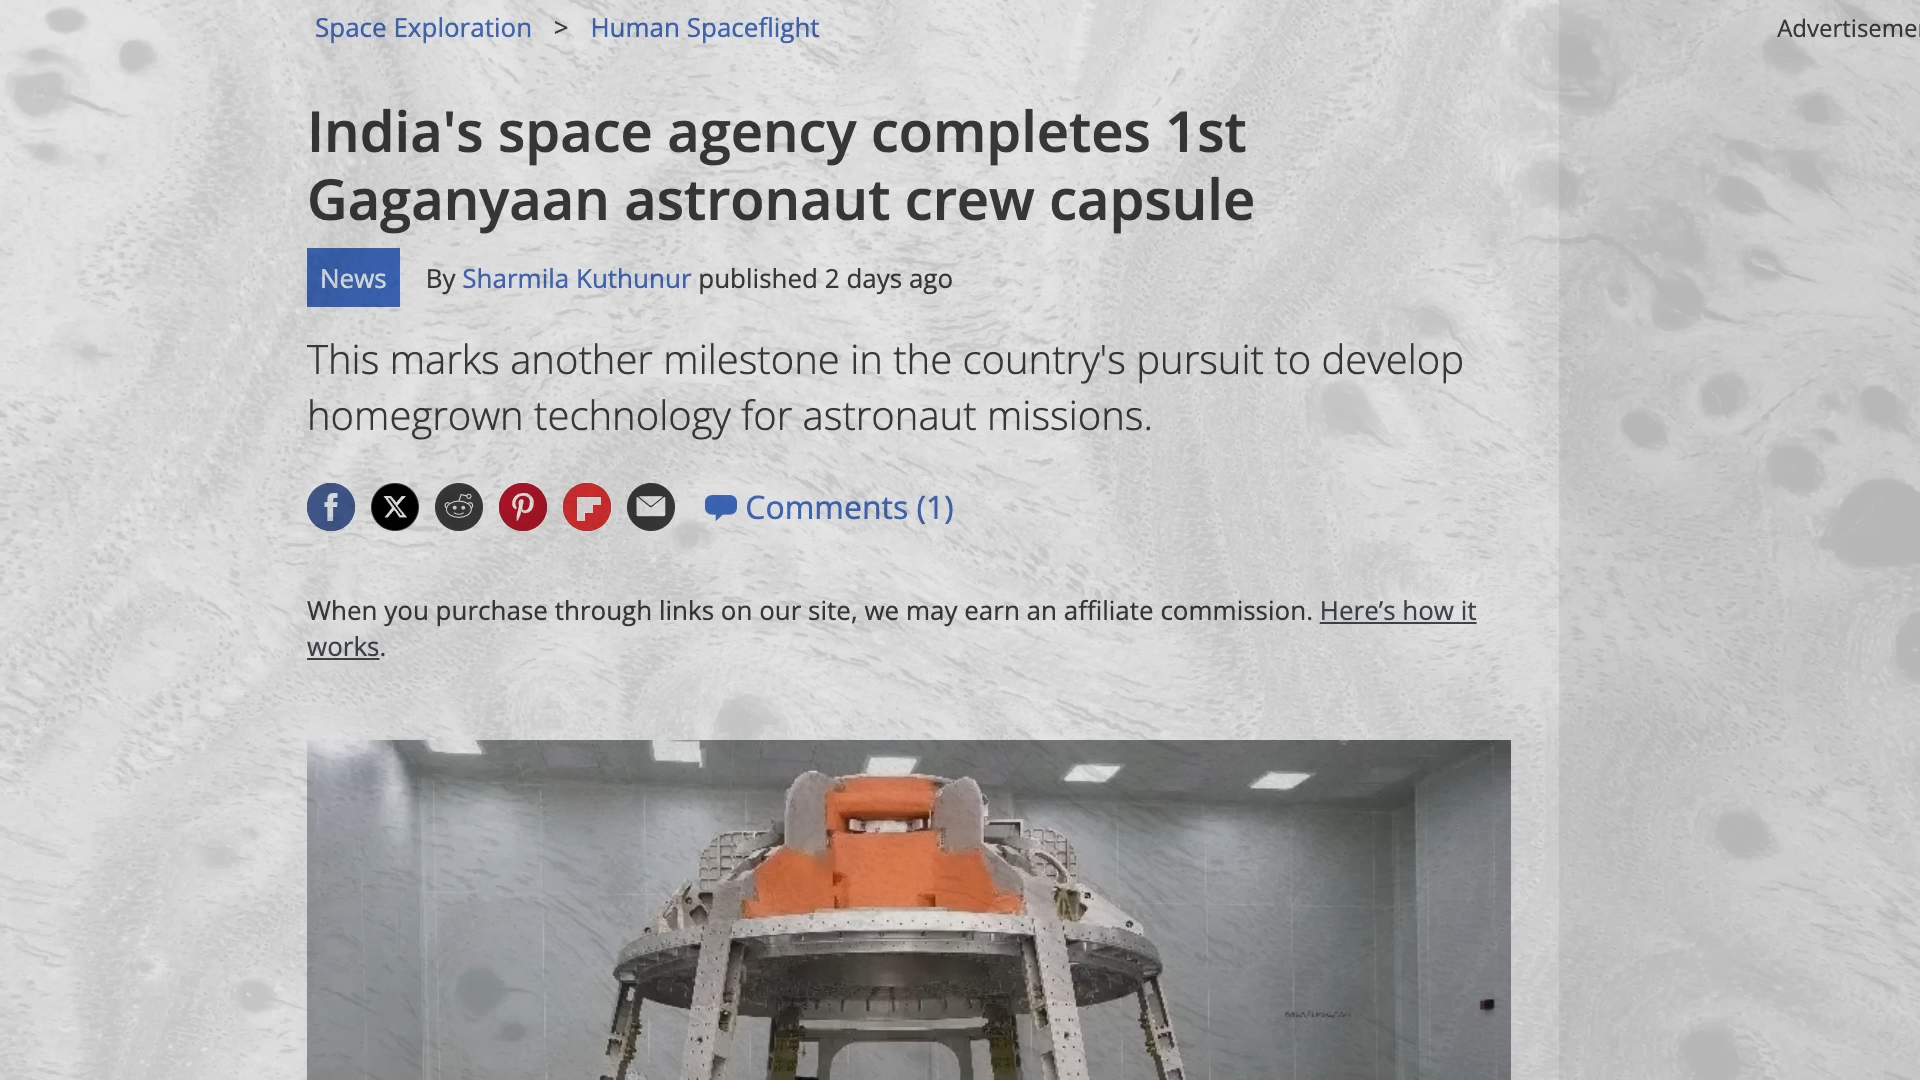 Space Exploration > Human Spaceflight
Advertisemen
India's space agency completes 1st
Gaganyaan astronaut crew capsule
News By Sharmila Kuthunur published 2 days ago
This marks another milestone in the country's pursuit to develop
homegrown technology for astronaut missions.
Comments (1)
When you purchase through links on our site, we may earn an affiliate commission. Here’s how it
works.